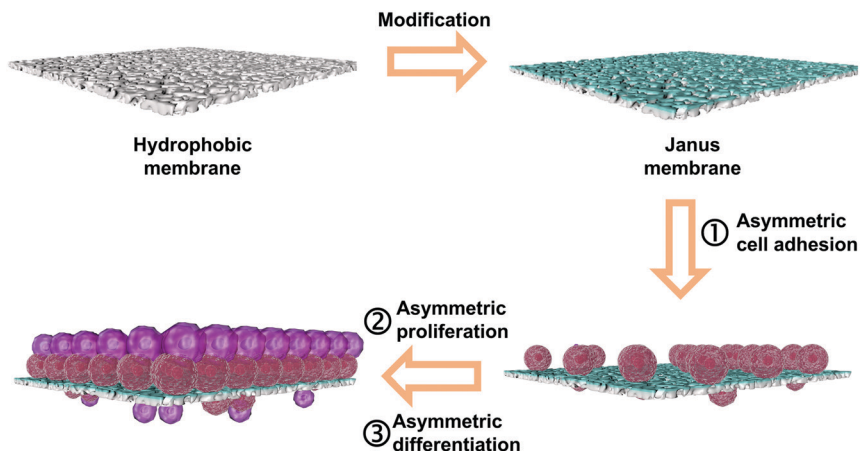 Modification
Hydrophobic
membrane
Janus
membrane
① Asymmetric
cell adhesion
② Asymmetric
proliferation
③ Asymmetric
differentiation